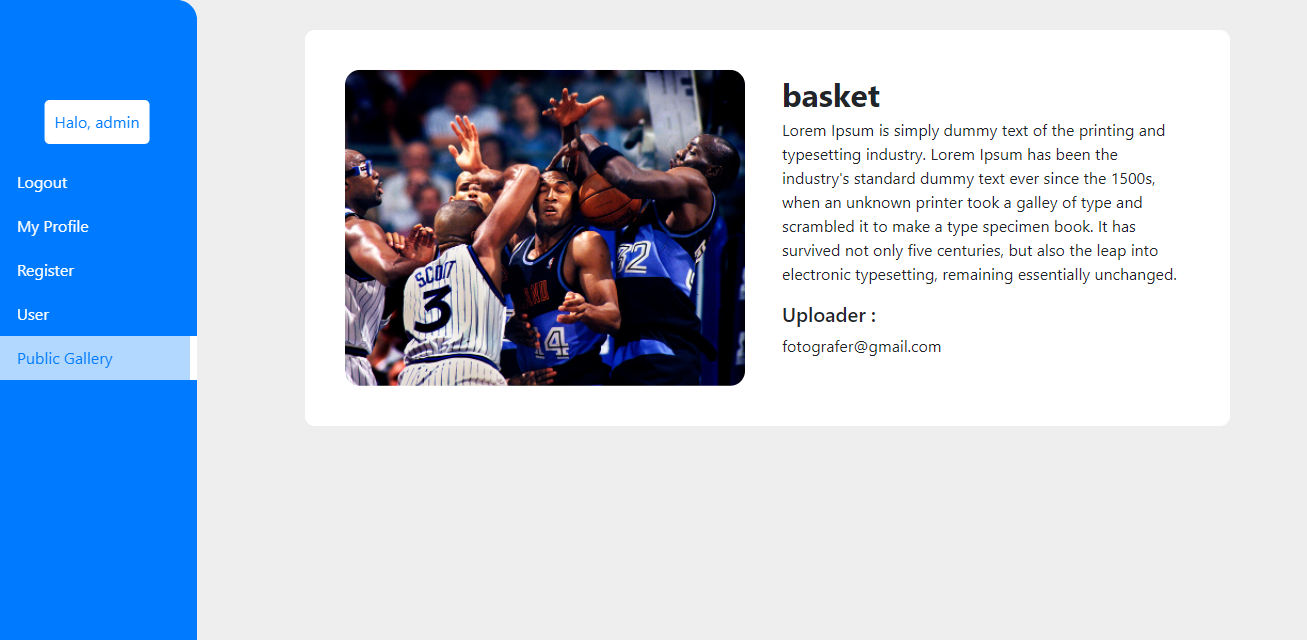 Halo, admin
Logout
My Profile
Register
User
Public Gallery
SCOTT
3
32
14
basket
Lorem Ipsum is simply dummy text of the printing and
typesetting industry. Lorem Ipsum has been the
industry's standard dummy text ever since the 1500s,
when an unknown printer took a galley of type and
scrambled it to make a type specimen book. It has
survived not only five centuries, but also the leap into
electronic typesetting, remaining essentially unchanged.
Uploader :
fotografer@gmail.com